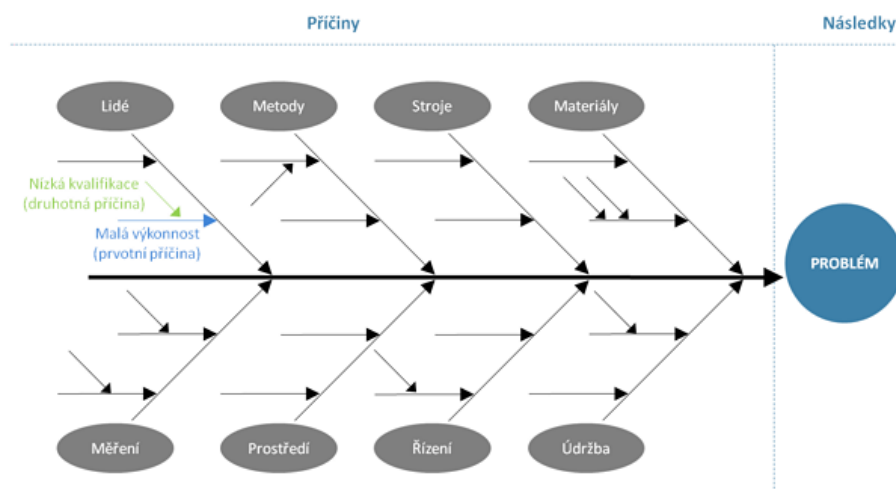 Příčiny
Následky
Lidé
Metody
Stroje
Materiály
Nízká kvalifikace
(druhotná příčina)
Malá výkonnost
(prvotní příčina)
PROBLÉM
Měření
Prostředí
Řízení
Údržba